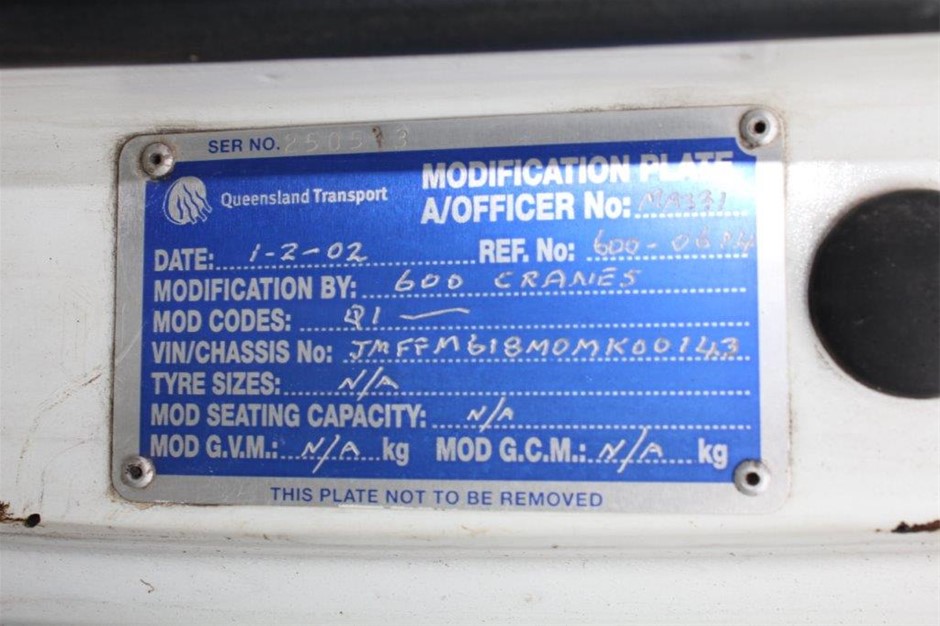 SER NO.
Queensland Transport
MODIFICATION PLATE
A/OFFICER No: MA331
DATE: 1-2-02 REF. No:
MODIFICATION BY: 600 CRANES
MOD CODES: Q1 —
VIN/CHASSIS No: JMFFM618M0MK00143
TYRE SIZES: N/A
MOD SEATING CAPACITY: N/A
MOD G.V.M.: N/A kg MOD G.C.M.: N/A kg
THIS PLATE NOT TO BE REMOVED